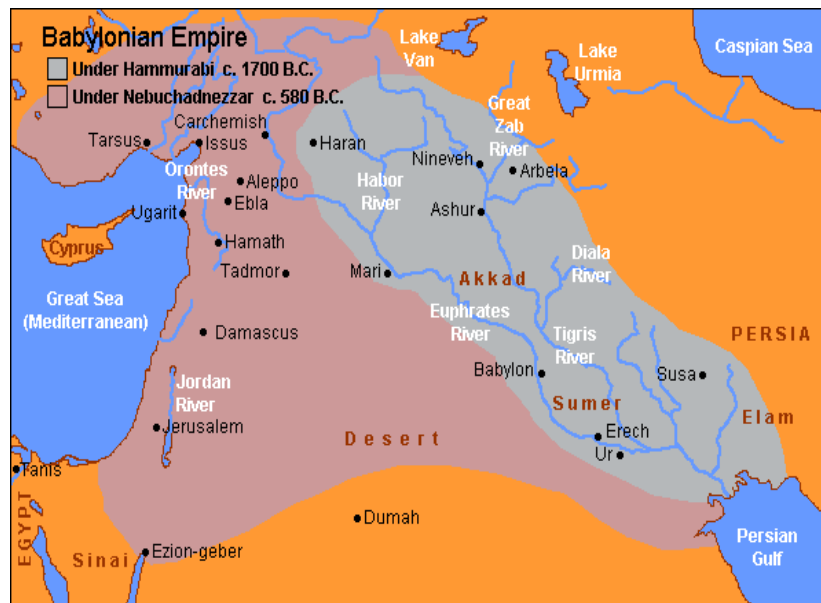 Babylonian Empire
Under Hammurabi c. 1700 B.C.
Under Nebuchadnezzar c. 580 B.C.
Lake
Van
Lake
Urmia
Caspian Sea
Carchemish
Tarsus
Issus
Haran
Great
Zab
River
Nineveh
Arbela
Orontes
River
Aleppo
Ebla
Habor
River
Ugarit
Ashur
Cyprus
Hamath
Tadmor
Mari
Akkad
Diala
River
Great Sea
(Mediterranean)
Euphrates
River
Damascus
Tigris
River
PERSIA
Babylon
Susa
Jordan
River
Sumer
Elam
Jerusalem
Desert
Erech
Ur
Tanis
EGYPT
Dumah
Persian
Gulf
Sinai
Ezion-geber